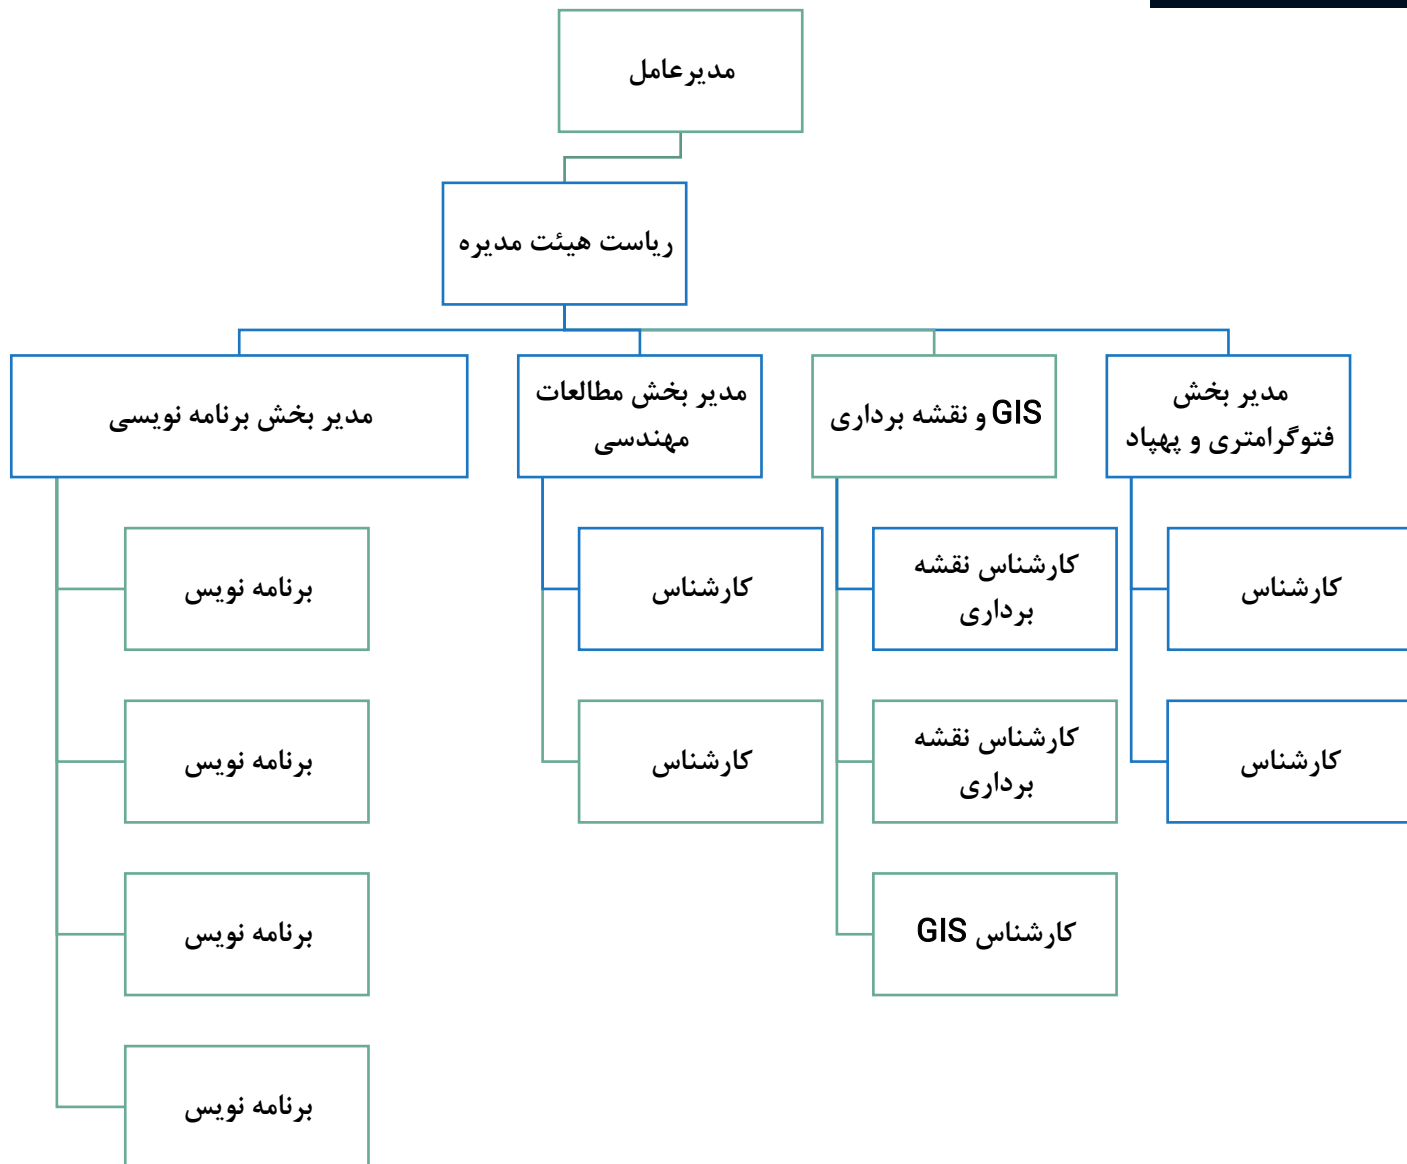 مدیرعامل
ریاست هیئت مدیره
مدیر بخش
فتوگرامتری و پهپاد
GIS و نقشه برداری
مدیر بخش مطالعات
مهندسی
مدیر بخش برنامه نویسی
کارشناس
کارشناس نقشه
برداری
کارشناس
برنامه نویس
کارشناس
کارشناس نقشه
برداری
کارشناس
برنامه نویس
کارشناس GIS
برنامه نویس
برنامه نویس